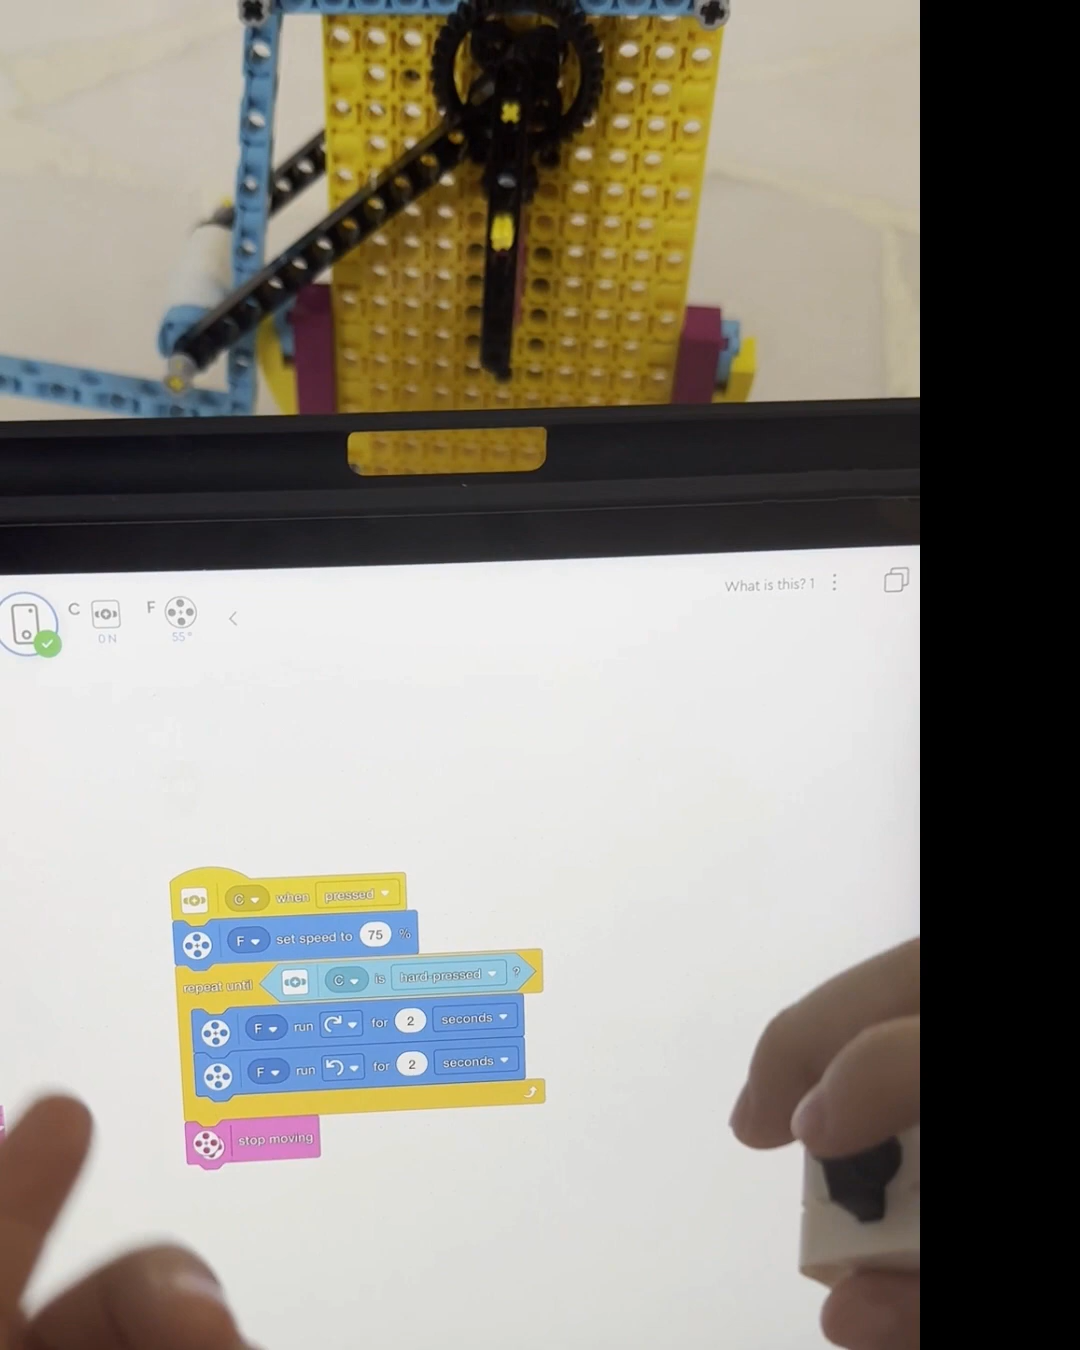 What is this? 1
C F
0 N 55°
C when pressed
F set speed to 75 %
repeat until C is hard-pressed ?
F run for 2 seconds
F run for 2 seconds
stop moving